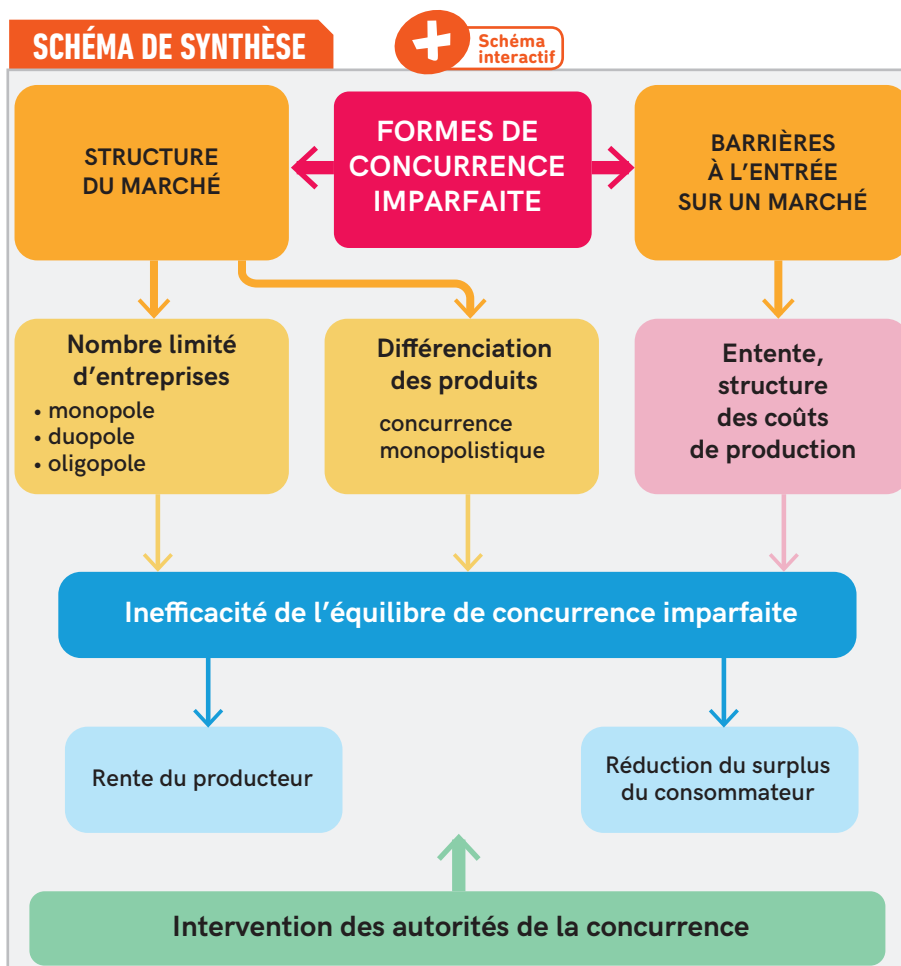 SCHÉMA DE SYNTHÈSE
Schéma
interactif
STRUCTURE
DU MARCHÉ
FORMES DE
CONCURRENCE
IMPARFAITE
BARRIÈRES
À L'ENTRÉE
SUR UN MARCHÉ
Nombre limité
d'entreprises
• monopole
• duopole
• oligopole
Différenciation
des produits
concurrence
monopolistique
Entente,
structure
des coûts
de production
Inefficacité de l'équilibre de concurrence imparfaite
Rente du producteur
Réduction du surplus
du consommateur
Intervention des autorités de la concurrence